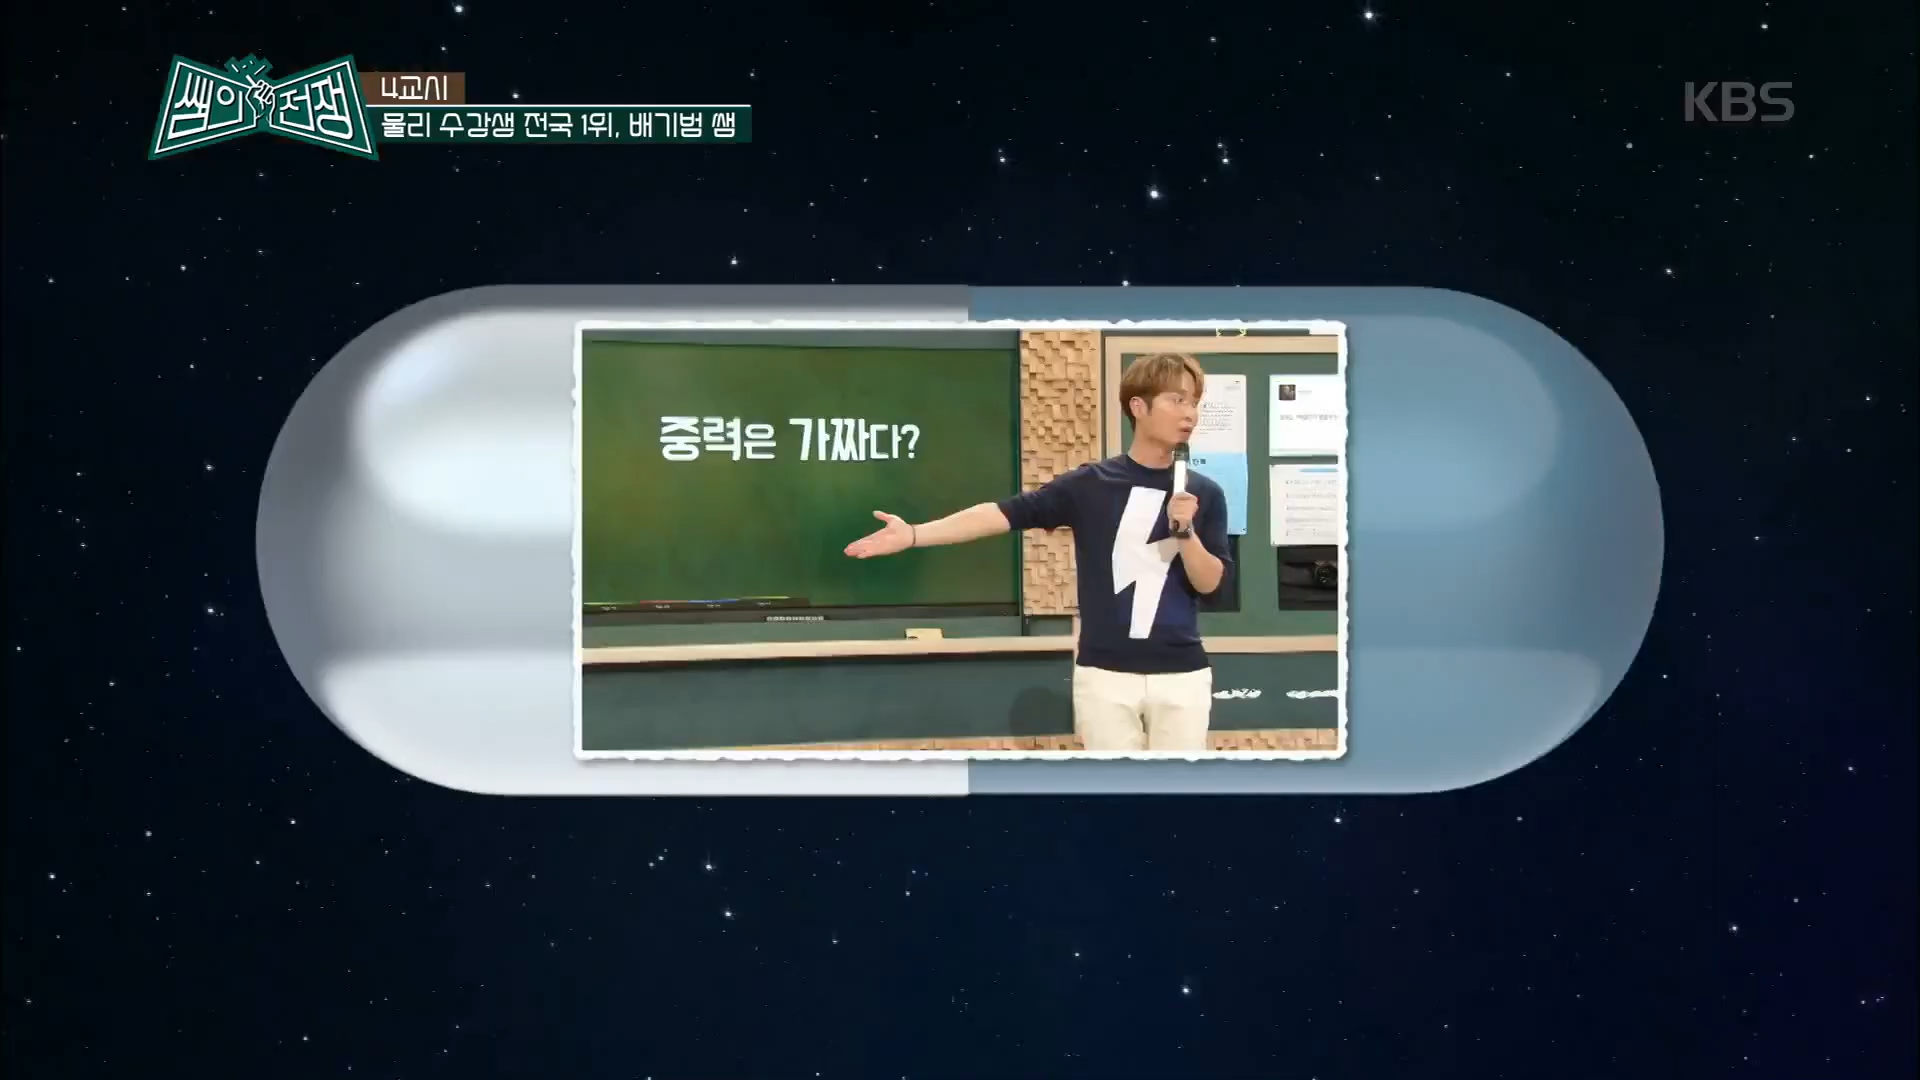 쌤의 전쟁
4교시
물리 수강생 전국 1위, 배기범 쌤
KBS
중력은 가짜다?